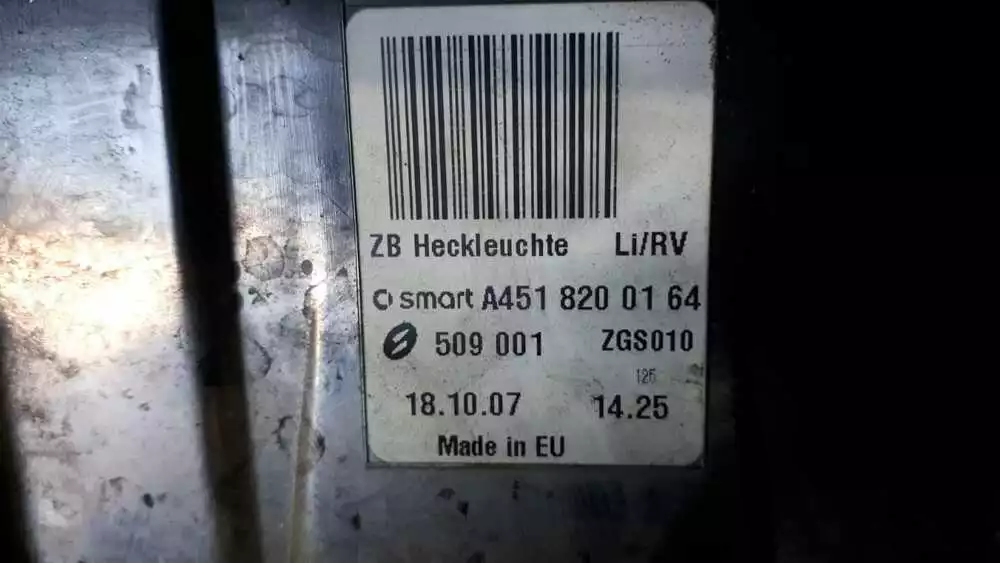 ZB Heckleuchte Li/RV
smart A451 820 01 64
509 001 ZGS010
126
18.10.07 14.25
Made in EU